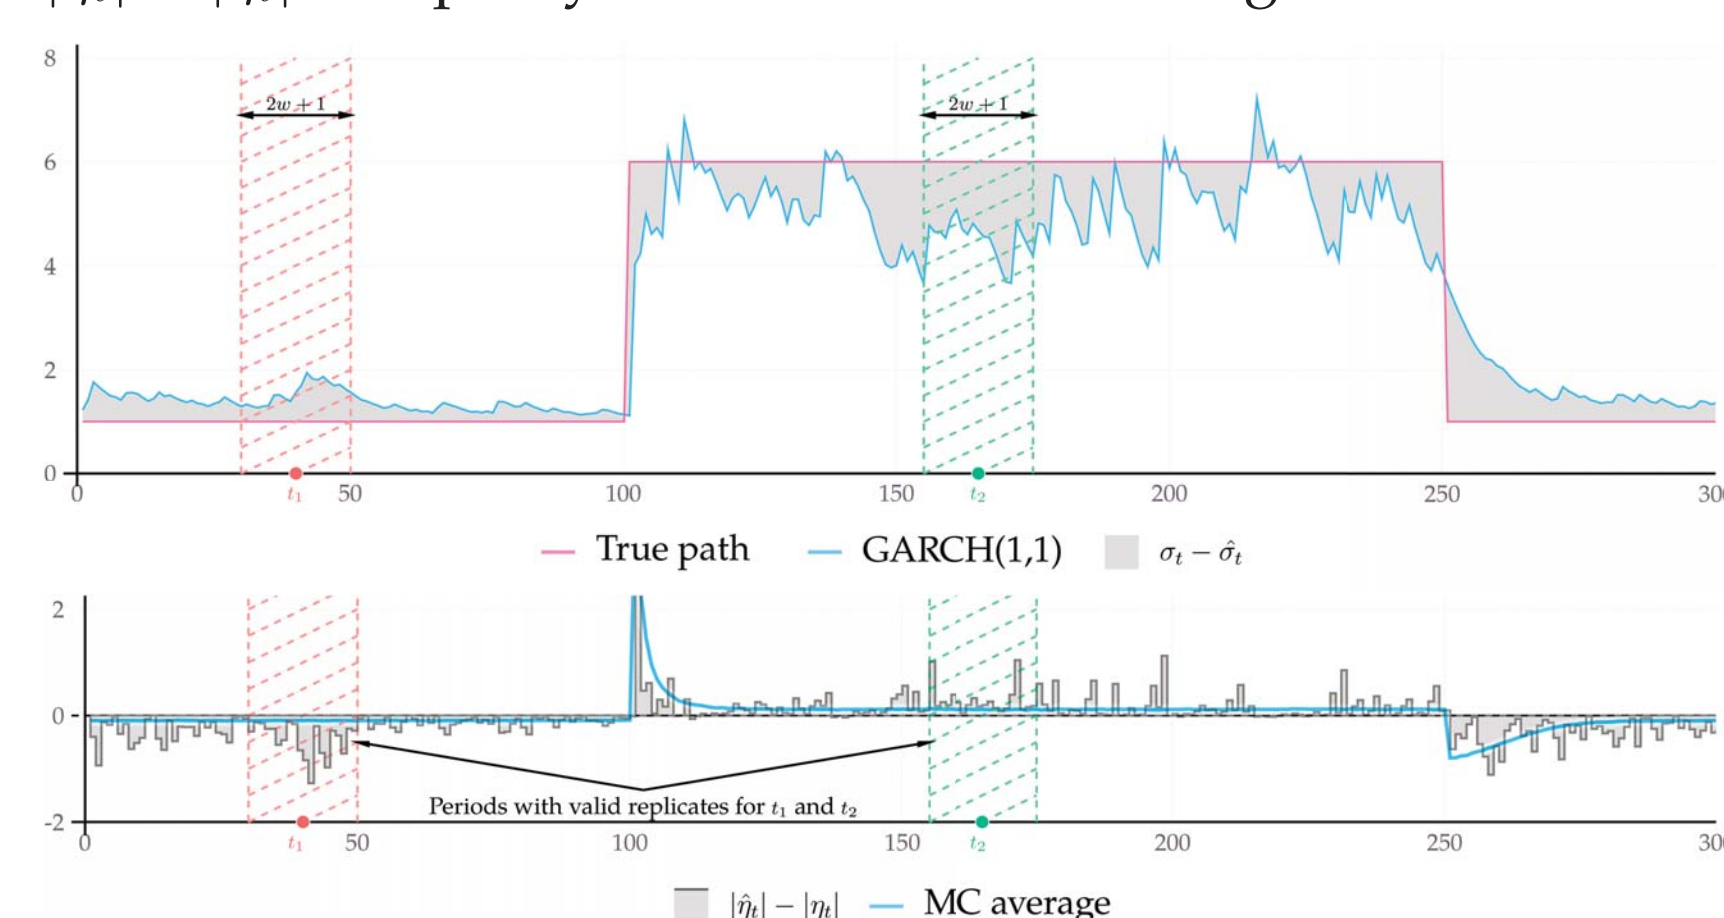 8
2w + 1 2w + 1
6
4
2
0
0 t₁ 50 100 150 t₂ 200 250
True path GARCH(1,1) σₜ − σ̂ₜ
2
0
Periods with valid replicates for t₁ and t₂
-2
0 t₁ 50 100 150 t₂ 200 250
|η̂ₜ| − |ηₜ| MC average